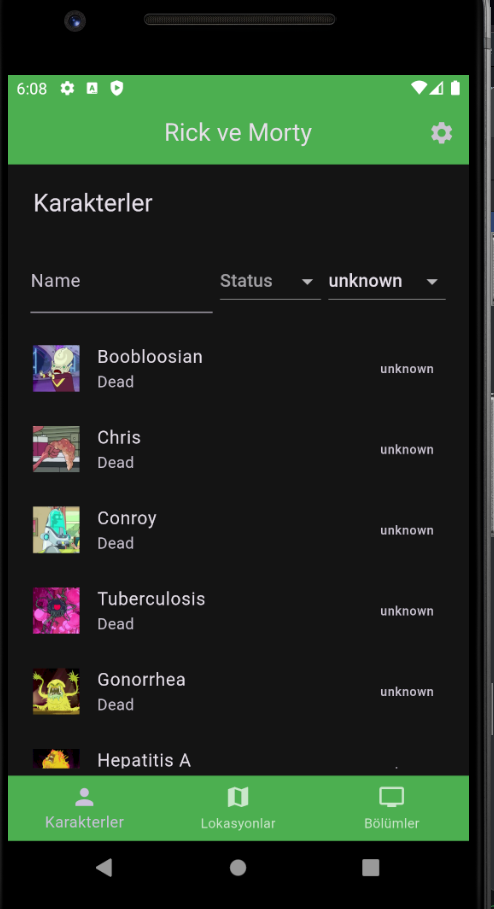 6:08
Rick ve Morty
Karakterler
Name
Status
unknown
Boobloosian
Dead
unknown
Chris
Dead
unknown
Conroy
Dead
unknown
Tuberculosis
Dead
unknown
Gonorrhea
Dead
unknown
Hepatitis A
Karakterler
Lokasyonlar
Bölümler